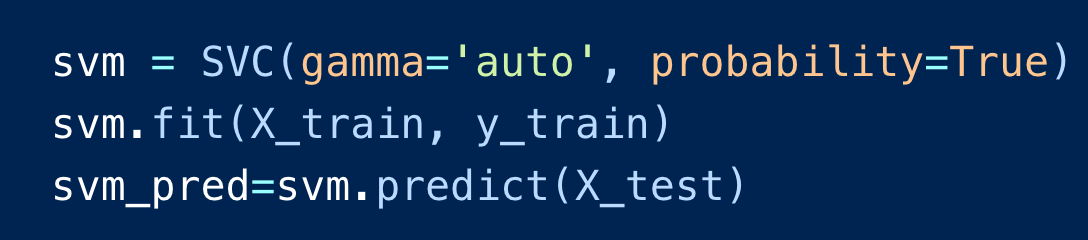 svm = SVC(gamma='auto', probability=True)
svm.fit(X_train, y_train)
svm_pred=svm.predict(X_test)